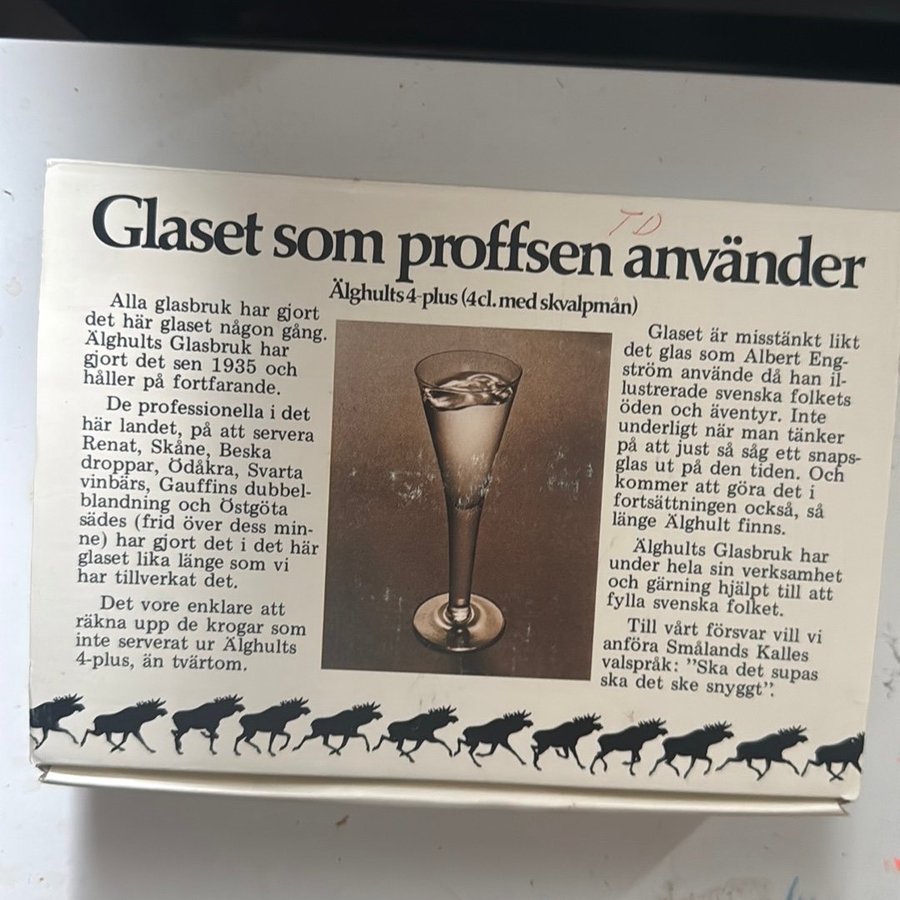 TD
Glaset som proffsen använder
Älghults 4-plus (4cl. med skvalpmån)
Alla glasbruk har gjort
det här glaset någon gång.
Älghults Glasbruk har
gjort det sen 1935 och
håller på fortfarande.
De professionella i det
här landet, på att servera
Renat, Skåne, Beska
droppar, Ödåkra, Svarta
vinbärs, Gauffins dubbel-
blandning och Östgöta
sädes (frid över dess min-
ne) har gjort det i det här
glaset lika länge som vi
har tillverkat det.
Det vore enklare att
räkna upp de krogar som
inte serverat ur Älghults
4-plus, än tvärtom.
Glaset är misstänkt likt
det glas som Albert Eng-
ström använde då han il-
lustrerade svenska folkets
öden och äventyr. Inte
underligt när man tänker
på att just så såg ett snaps-
glas ut på den tiden. Och
kommer att göra det i
fortsättningen också, så
länge Älghult finns.
Älghults Glasbruk har
under hela sin verksamhet
och gärning hjälpt till att
fylla svenska folket.
Till vårt försvar vill vi
anföra Smålands Kalles
valspråk: ”Ska det supas
ska det ske snyggt”.